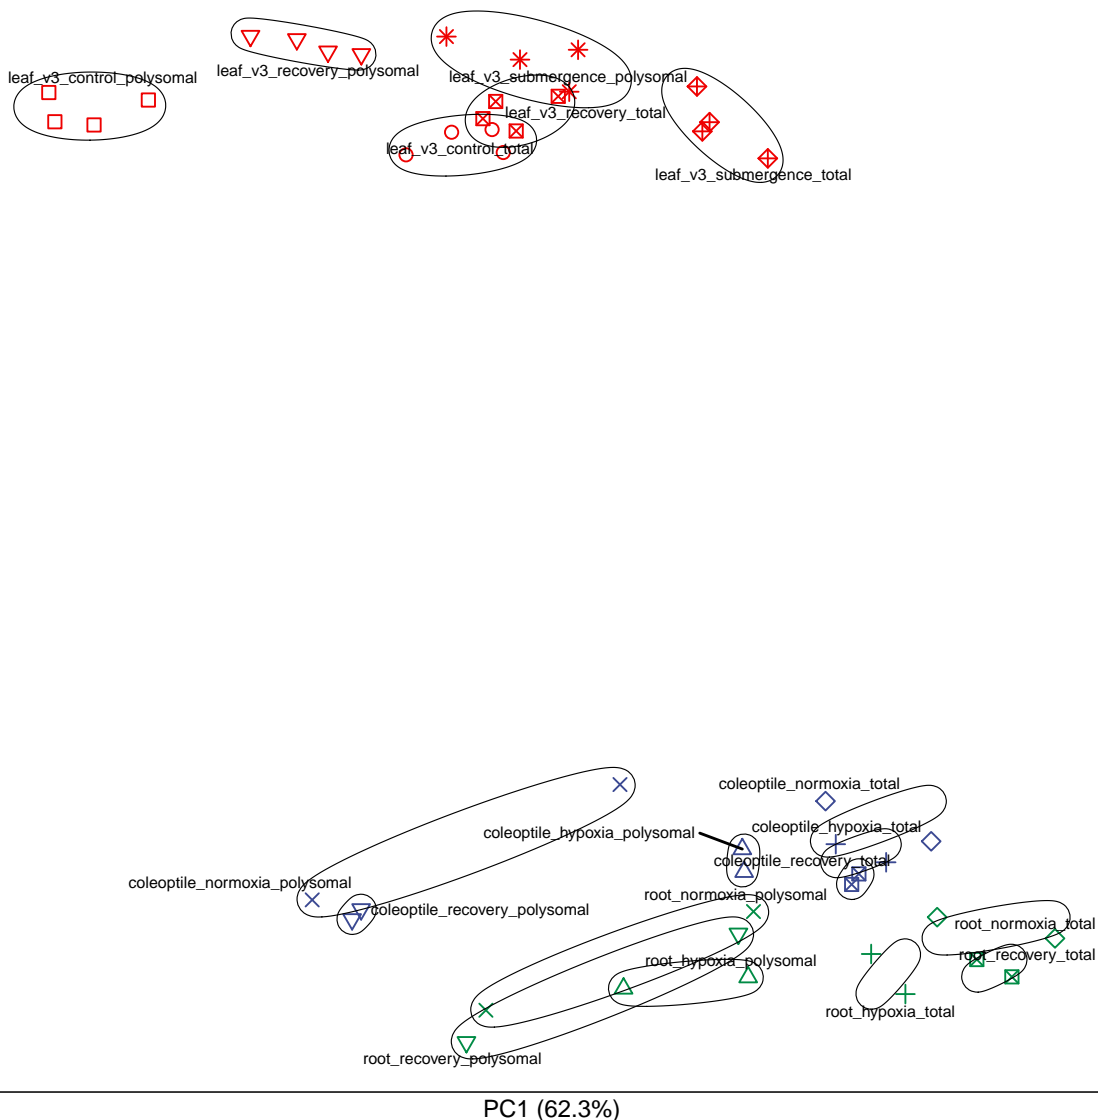 leaf_v3_control_polysomal
leaf_v3_recovery_polysomal
leaf_v3_submergence_polysomal
leaf_v3_recovery_total
leaf_v3_control_total
leaf_v3_submergence_total
coleoptile_normoxia_total
coleoptile_hypoxia_total
coleoptile_hypoxia_polysomal
coleoptile_recovery_total
coleoptile_normoxia_polysomal
root_normoxia_polysomal
coleoptile_recovery_polysomal
root_normoxia_total
root_hypoxia_polysomal
root_recovery_total
root_hypoxia_total
root_recovery_polysomal
PC1 (62.3%)